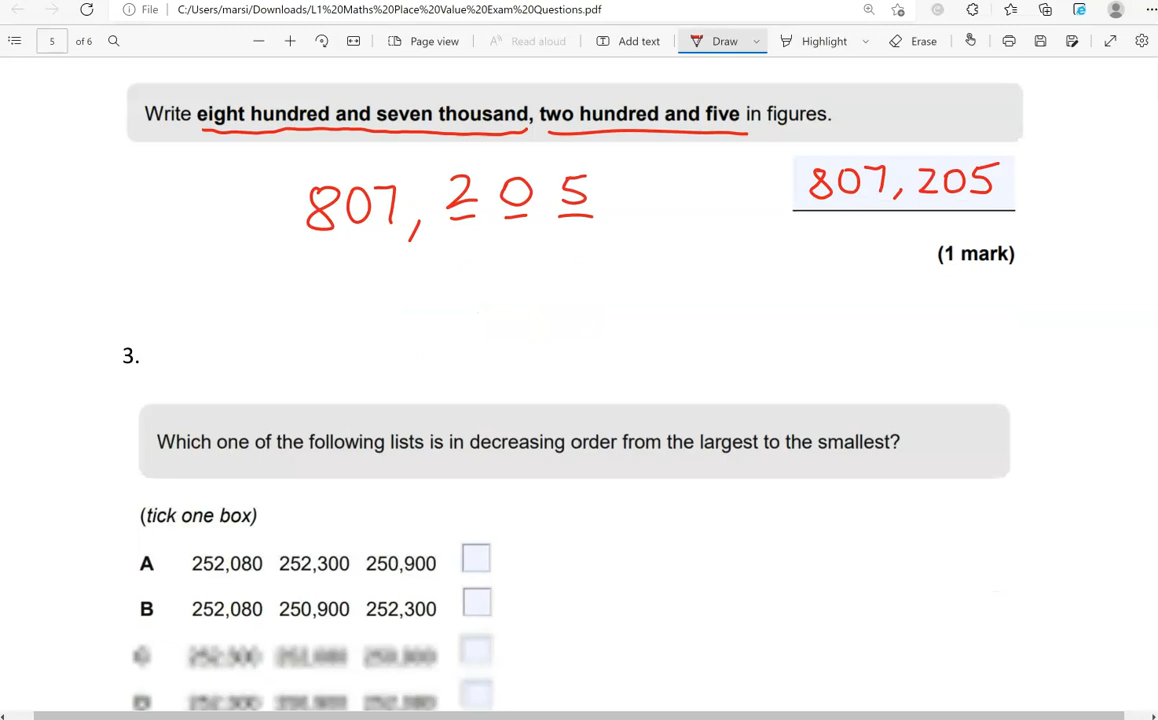 File C:/Users/marsi/Downloads/L1%20Maths%20Place%20Value%20Exam%20Questions.pdf
5 of 6 Page view Read aloud Add text Draw Highlight Erase
Write eight hundred and seven thousand, two hundred and five in figures.
807, 205 807, 205
(1 mark)
3.
Which one of the following lists is in decreasing order from the largest to the smallest?
(tick one box)
A 252,080 252,300 250,900
B 252,080 250,900 252,300